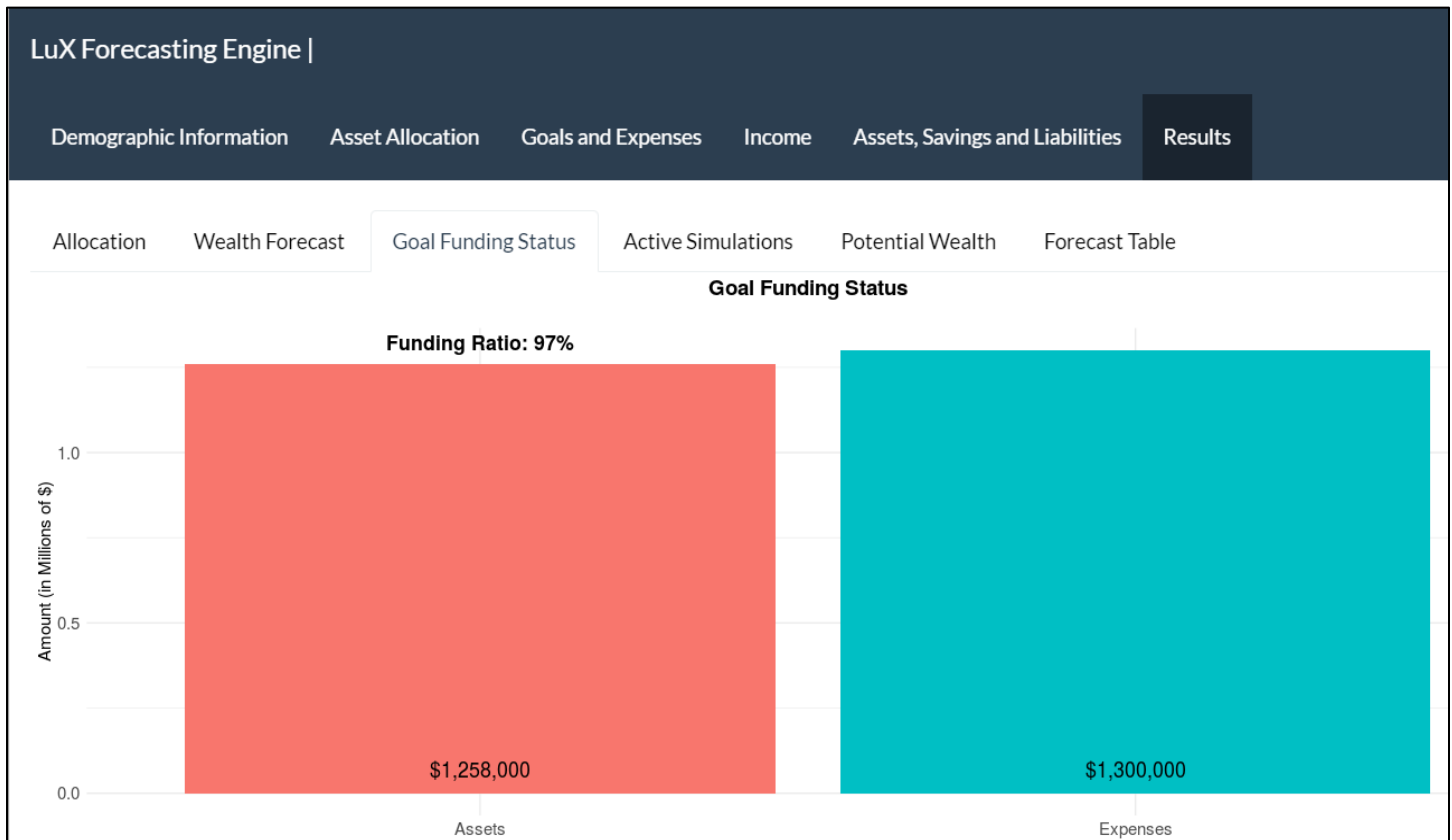 LuX Forecasting Engine |
Demographic Information Asset Allocation Goals and Expenses Income Assets, Savings and Liabilities Results
Allocation Wealth Forecast Goal Funding Status Active Simulations Potential Wealth Forecast Table
Goal Funding Status
Funding Ratio: 97%
1.0
Amount (in Millions of $)
0.5
$1,258,000 $1,300,000
0.0
Assets Expenses